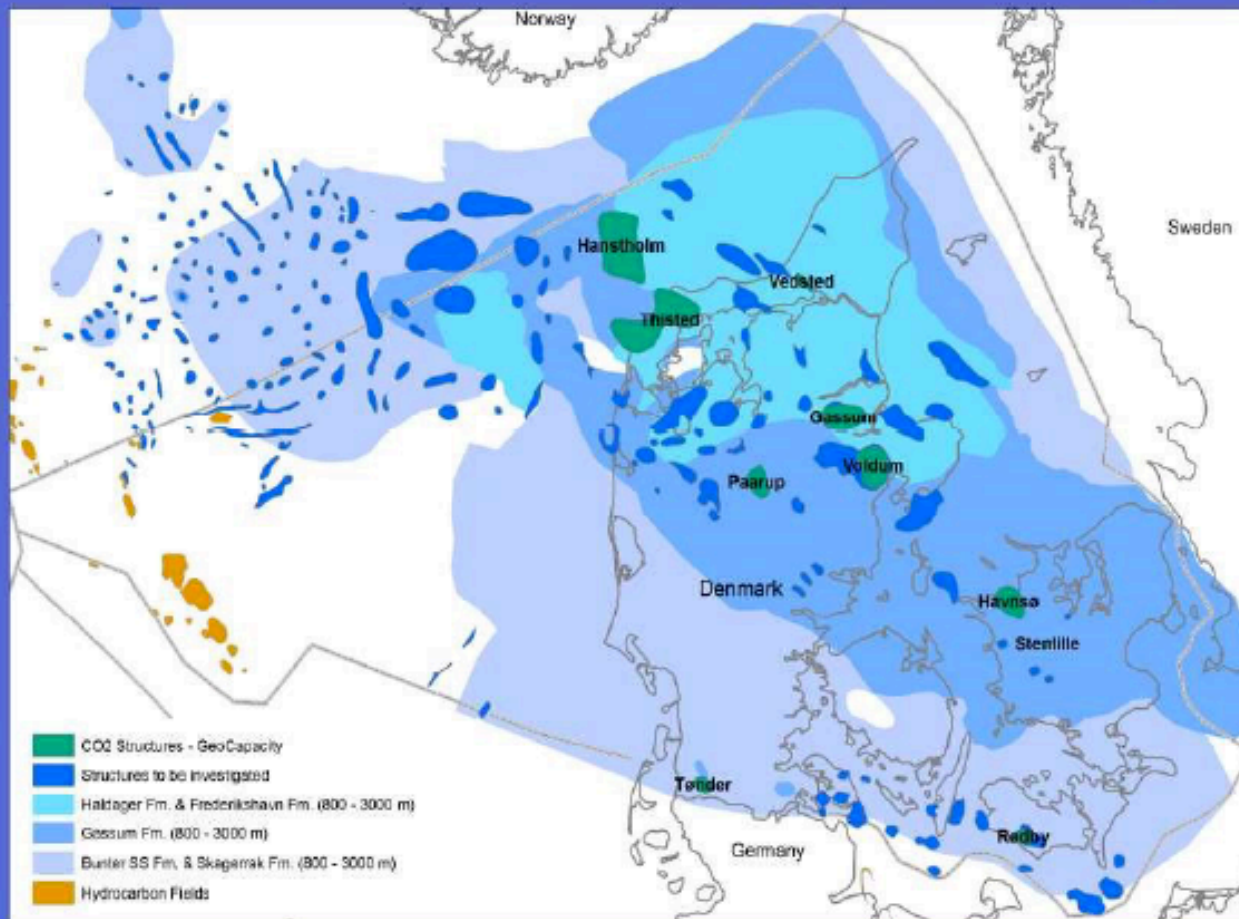 Norway
Sweden
Hanstholm
Vedsted
Thisted
Gassum
Voldum
Paarup
Denmark
Havnsø
Stenlille
Tønder
Rødby
Germany
CO2 Structures - GeoCapacity
Structures to be investigsted
Haldager Fm. & Frederikshavn Fm. (800 - 3000 m)
Gassum Fm. (800 - 3000 m)
Bunter SS Fm. & Skagerrak Fm. (800 - 3000 m)
Hydrocarbon Fields